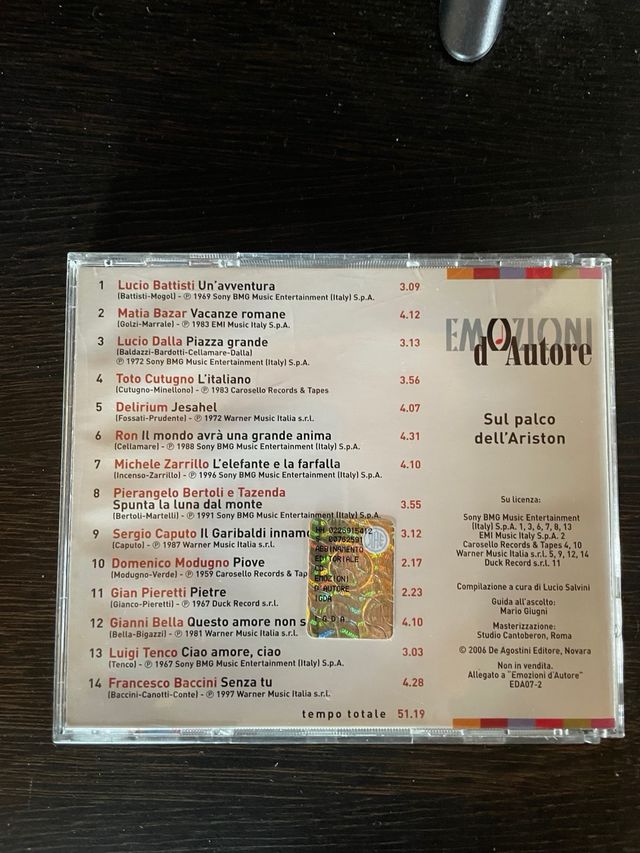 1 Lucio Battisti Un'avventura 3.09
(Battisti-Mogol) - ℗ 1969 Sony BMG Music Entertainment (Italy) S.p.A.
2 Matia Bazar Vacanze romane 4.12
(Golzi-Marrale) - ℗ 1983 EMI Music Italy S.p.A.
3 Lucio Dalla Piazza grande 3.13
(Baldazzi-Bardotti-Cellamare-Dalla)
℗ 1972 Sony BMG Music Entertainment (Italy) S.p.A.
4 Toto Cutugno L'italiano 3.56
(Cutugno-Minellono) - ℗ 1983 Carosello Records & Tapes
5 Delirium Jesahel 4.07
(Fossati-Prudente) - ℗ 1972 Warner Music Italia s.r.l.
6 Ron Il mondo avrà una grande anima 4.31
(Cellamare) - ℗ 1988 Sony BMG Music Entertainment (Italy) S.p.A.
7 Michele Zarrillo L'elefante e la farfalla 4.10
(Incenso-Zarrillo) - ℗ 1996 Sony BMG Music Entertainment (Italy) S.p.A.
8 Pierangelo Bertoli e Tazenda
Spunta la luna dal monte 3.55
(Bertoli-Martelli) - ℗ 1991 Sony BMG Music Entertainment (Italy) S.p.A.
9 Sergio Caputo Il Garibaldi innamo 3.12
(Caputo) - ℗ 1987 Warner Music Italia s.r.l.
10 Domenico Modugno Piove 2.17
(Modugno-Verde) - ℗ 1959 Carosello Records & Tap
11 Gian Pieretti Pietre 2.23
(Gianco-Pieretti) - ℗ 1967 Duck Record s.r.l.
12 Gianni Bella Questo amore non s 4.10
(Bella-Bigazzi) - ℗ 1981 Warner Music Italia s.r.l.
13 Luigi Tenco Ciao amore, ciao 3.03
(Tenco) - ℗ 1967 Sony BMG Music Entertainment (Italy) S.p.A.
14 Francesco Baccini Senza tu 4.28
(Baccini-Canotti-Conte) - ℗ 1997 Warner Music Italia s.r.l.
tempo totale 51.19
0225915412
00762591
ABBINAMENTO
EDITORIALE
CD
EMOZIONI
D AUTORE
IGDA
I.G.D.A.
EMOZIONI
d'Autore
Sul palco
dell'Ariston
Su licenza:
Sony BMG Music Entertainment
(Italy) S.p.A. 1, 3, 6, 7, 8, 13
EMI Music Italy S.p.A. 2
Carosello Records & Tapes 4, 10
Warner Music Italia s.r.l. 5, 9, 12, 14
Duck Record s.r.l. 11
Compilazione a cura di Lucio Salvini
Guida all'ascolto:
Mario Giugni
Masterizzazione:
Studio Cantoberon, Roma
© 2006 De Agostini Editore, Novara
Non in vendita.
Allegato a "Emozioni d'Autore"
EDA07-2